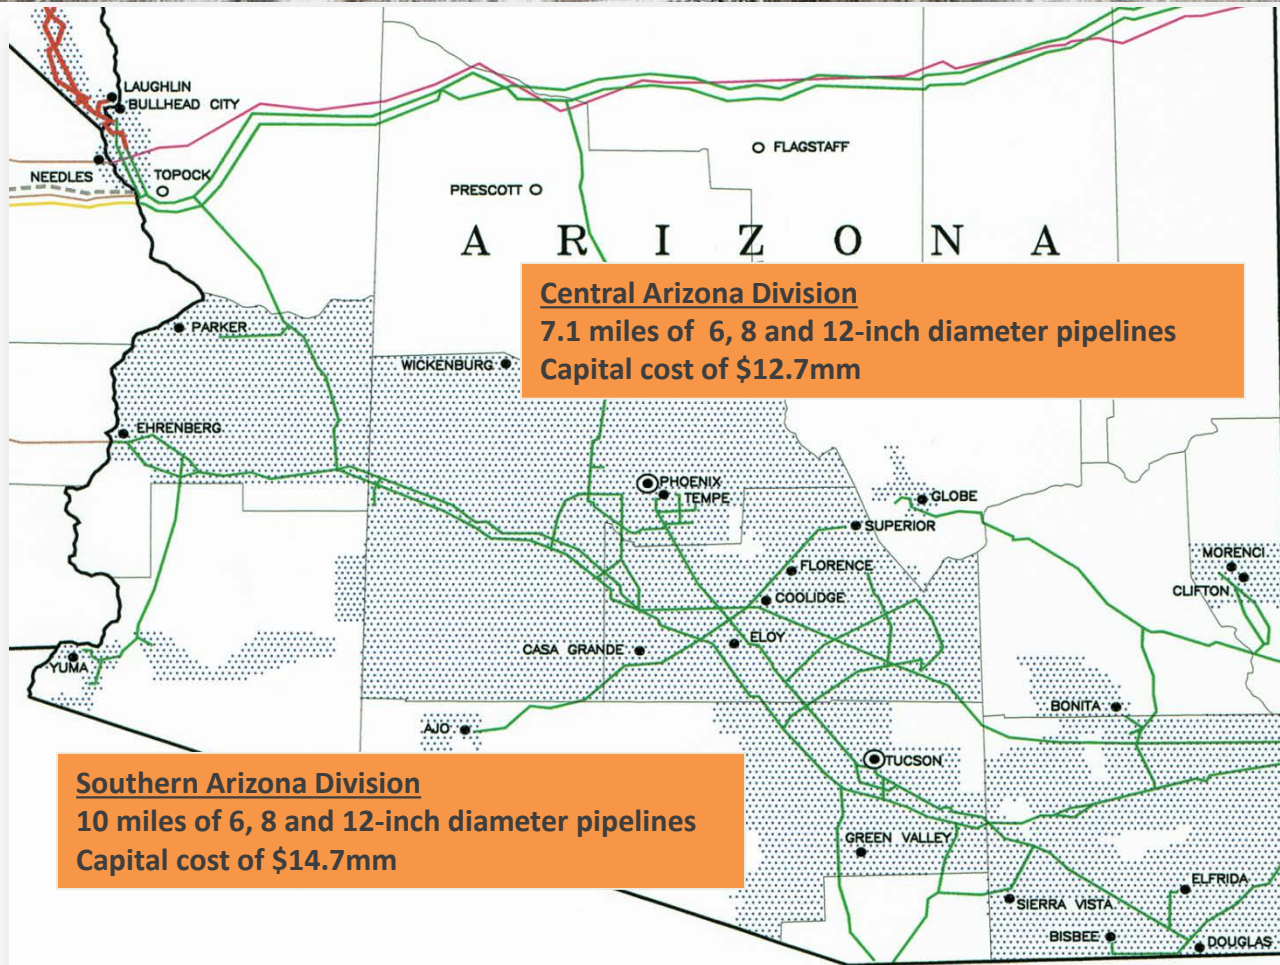 LAUGHLIN
BULLHEAD CITY
NEEDLES
TOPOCK
FLAGSTAFF
PRESCOTT
A R I Z O N A
Central Arizona Division
7.1 miles of 6, 8 and 12-inch diameter pipelines
Capital cost of $12.7mm
PARKER
WICKENBURG
EHRENBERG
PHOENIX
TEMPE
GLOBE
SUPERIOR
MORENCI
FLORENCE
CLIFTON
COOLIDGE
ELOY
CASA GRANDE
YUMA
BONITA
AJO
TUCSON
Southern Arizona Division
10 miles of 6, 8 and 12-inch diameter pipelines
Capital cost of $14.7mm
GREEN VALLEY
ELFRIDA
SIERRA VISTA
BISBEE
DOUGLAS